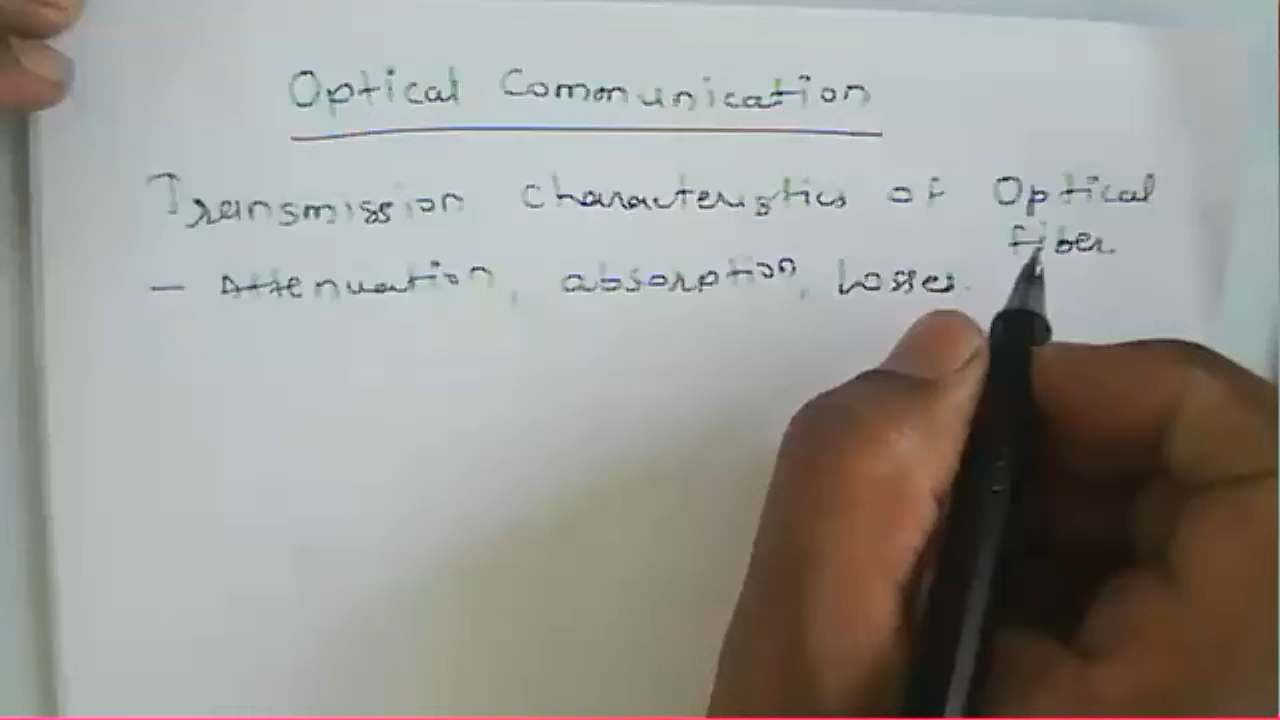 Optical Communication
Transmission characteristics of Optical
fiber
- Attenuation, absorption, Losses.